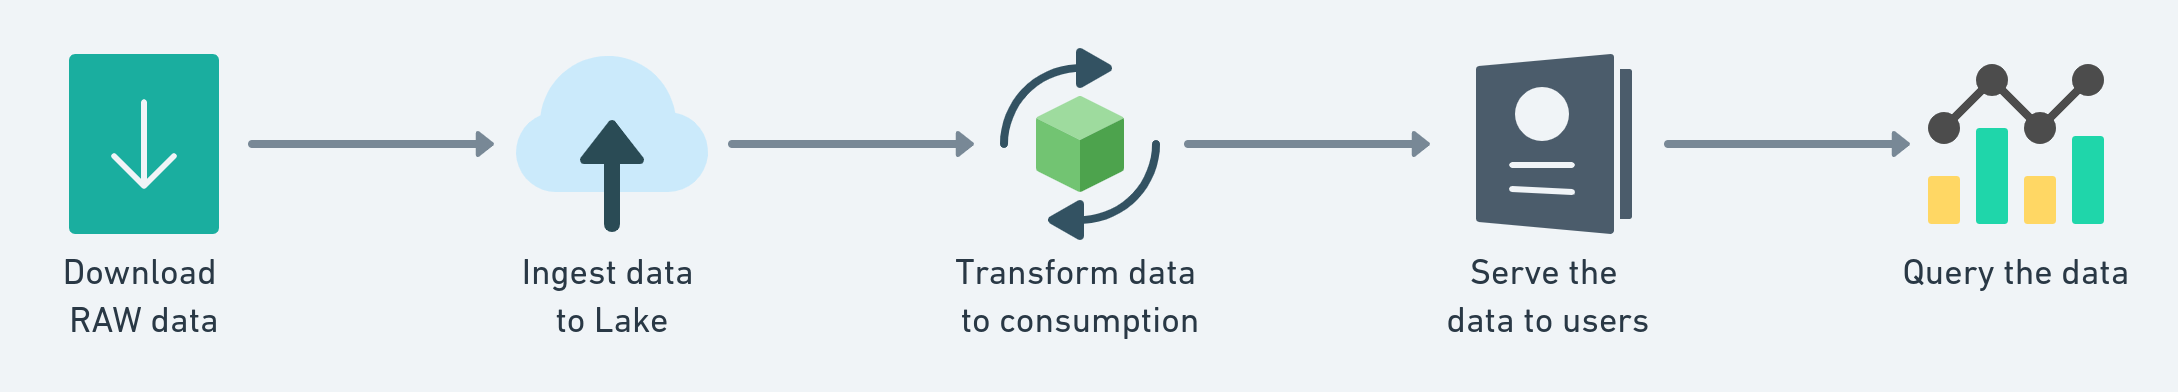 Download
RAW data
Ingest data
to Lake
Transform data
to consumption
Serve the
data to users
Query the data